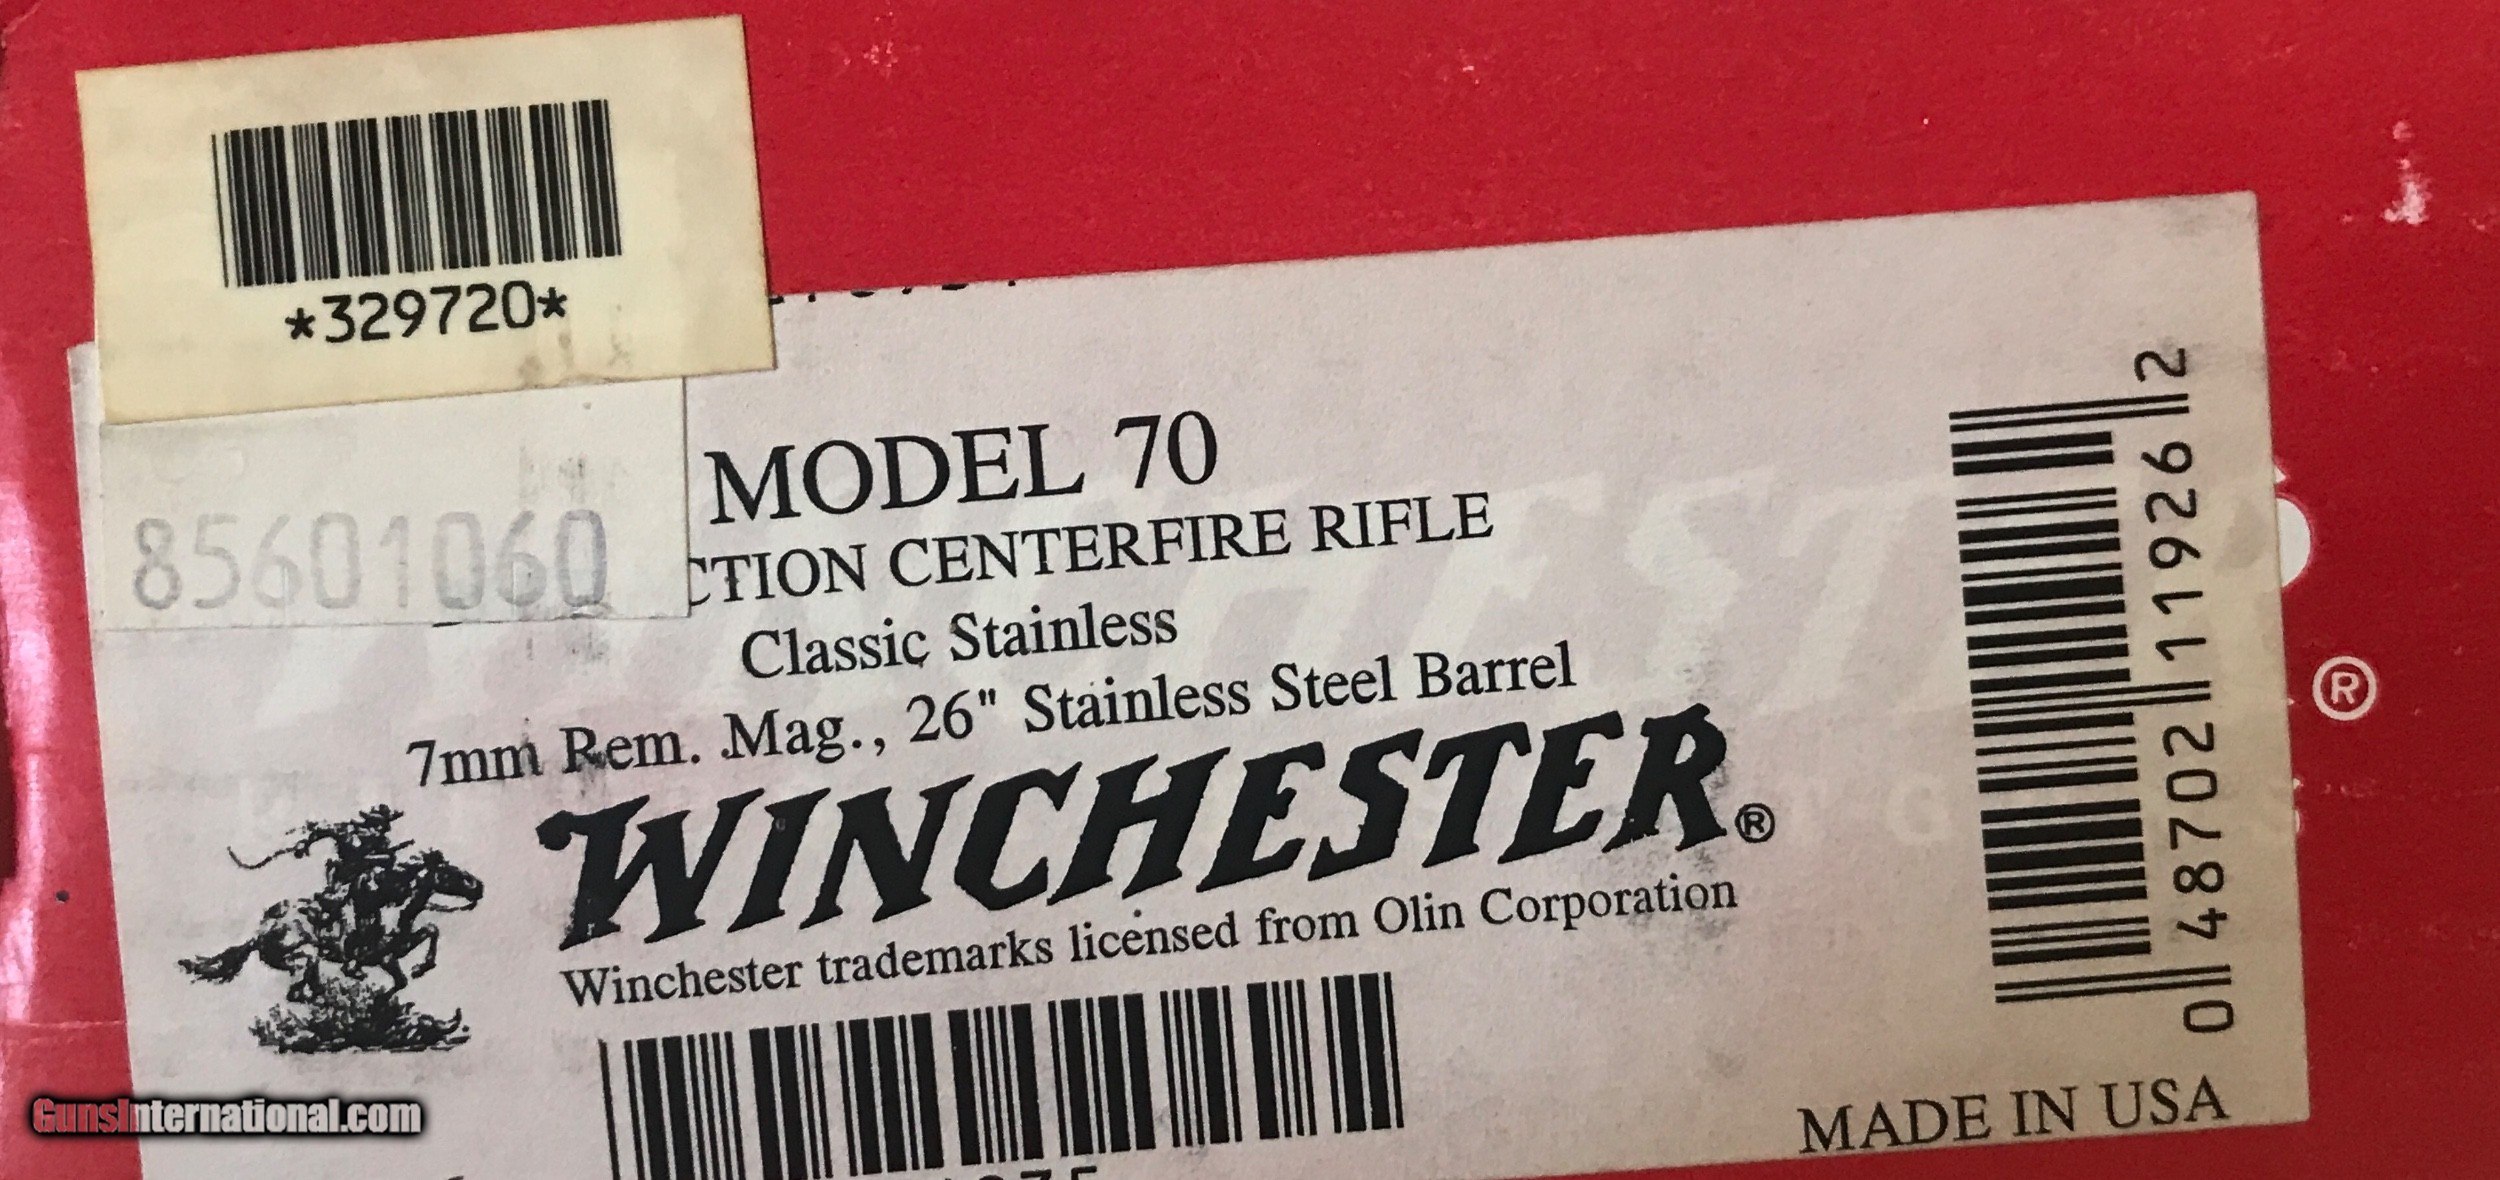 *329720*
85601060
MODEL 70
CTION CENTERFIRE RIFLE
Classic Stainless
7mm Rem. Mag., 26" Stainless Steel Barrel
WINCHESTER®
Winchester trademarks licensed from Olin Corporation
0 48702 11926 2
®
MADE IN USA
GunsInternational.com